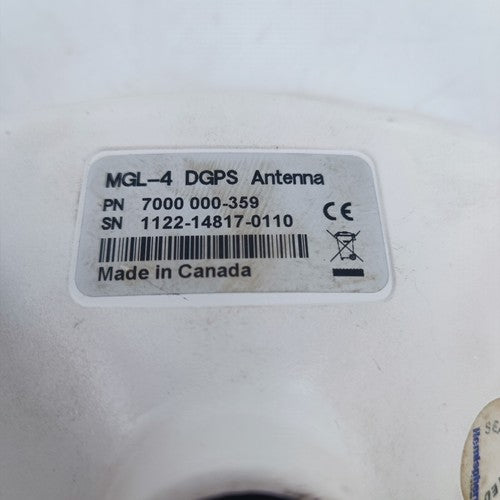 MGL-4 DGPS Antenna
PN 7000 000-359
SN 1122-14817-0110
CE
Made in Canada